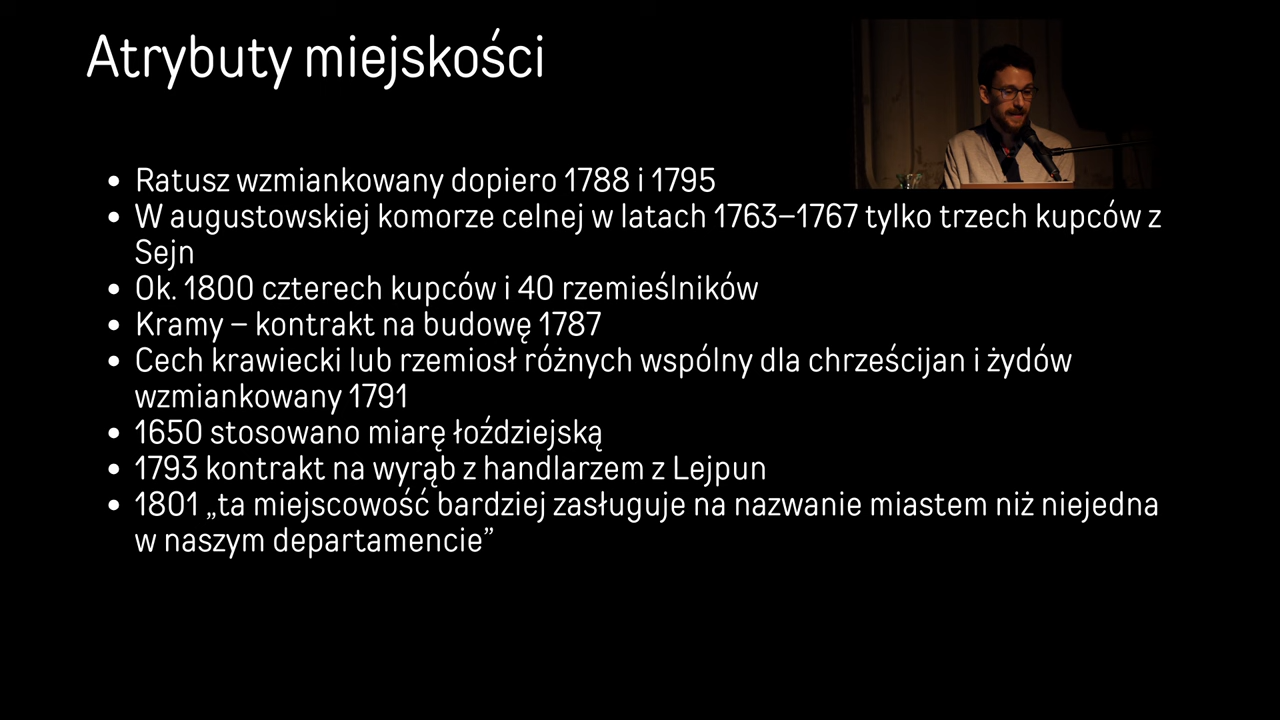 Atrybuty miejskości
• Ratusz wzmiankowany dopiero 1788 i 1795
• W augustowskiej komorze celnej w latach 1763–1767 tylko trzech kupców z
Sejn
• Ok. 1800 czterech kupców i 40 rzemieślników
• Kramy – kontrakt na budowę 1787
• Cech krawiecki lub rzemiosł różnych wspólny dla chrześcijan i żydów
wzmiankowany 1791
• 1650 stosowano miarę łoździejską
• 1793 kontrakt na wyrąb z handlarzem z Lejpun
• 1801 „ta miejscowość bardziej zasługuje na nazwanie miastem niż niejedna
w naszym departamencie”